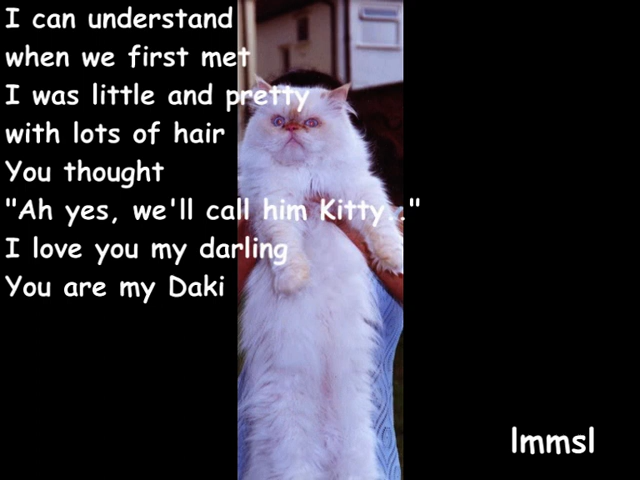 I can understand
when we first met
I was little and pretty
with lots of hair
You thought
"Ah yes, we'll call him Kitty.."
I love you my darling
You are my Daki
lmmsl